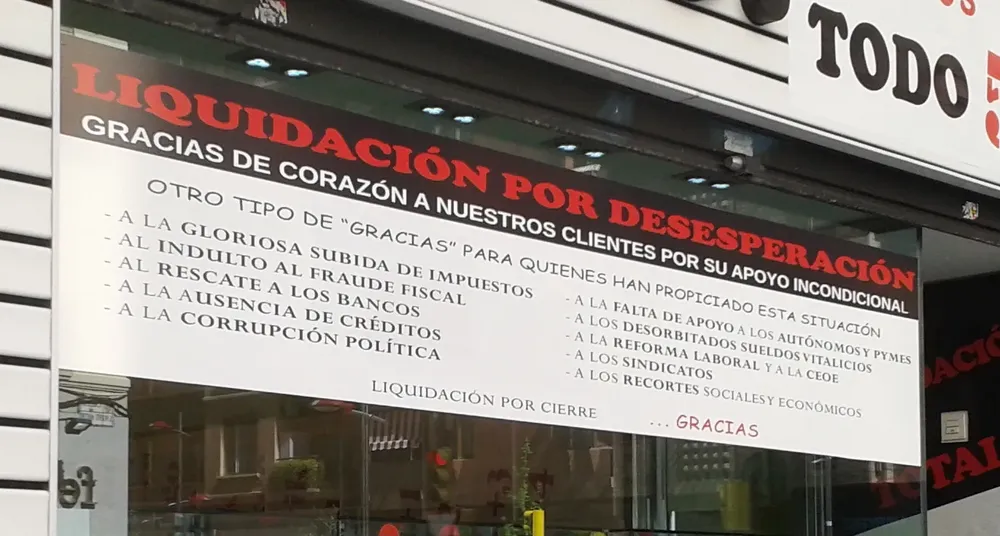 TODO
LIQUIDACIÓN POR DESESPERACIÓN
GRACIAS DE CORAZÓN A NUESTROS CLIENTES POR SU APOYO INCONDICIONAL
OTRO TIPO DE “GRACIAS” PARA QUIENES HAN PROPICIADO ESTA SITUACIÓN
- A LA GLORIOSA SUBIDA DE IMPUESTOS
- AL INDULTO AL FRAUDE FISCAL
- AL RESCATE A LOS BANCOS
- A LA AUSENCIA DE CRÉDITOS
- A LA CORRUPCIÓN POLÍTICA
- A LA FALTA DE APOYO A LOS AUTÓNOMOS Y PYMES
- A LOS DESORBITADOS SUELDOS VITALICIOS
- A LA REFORMA LABORAL Y A LA CEOE
- A LOS SINDICATOS
- A LOS RECORTES SOCIALES Y ECONÓMICOS
LIQUIDACIÓN POR CIERRE
... GRACIAS
TOTAL